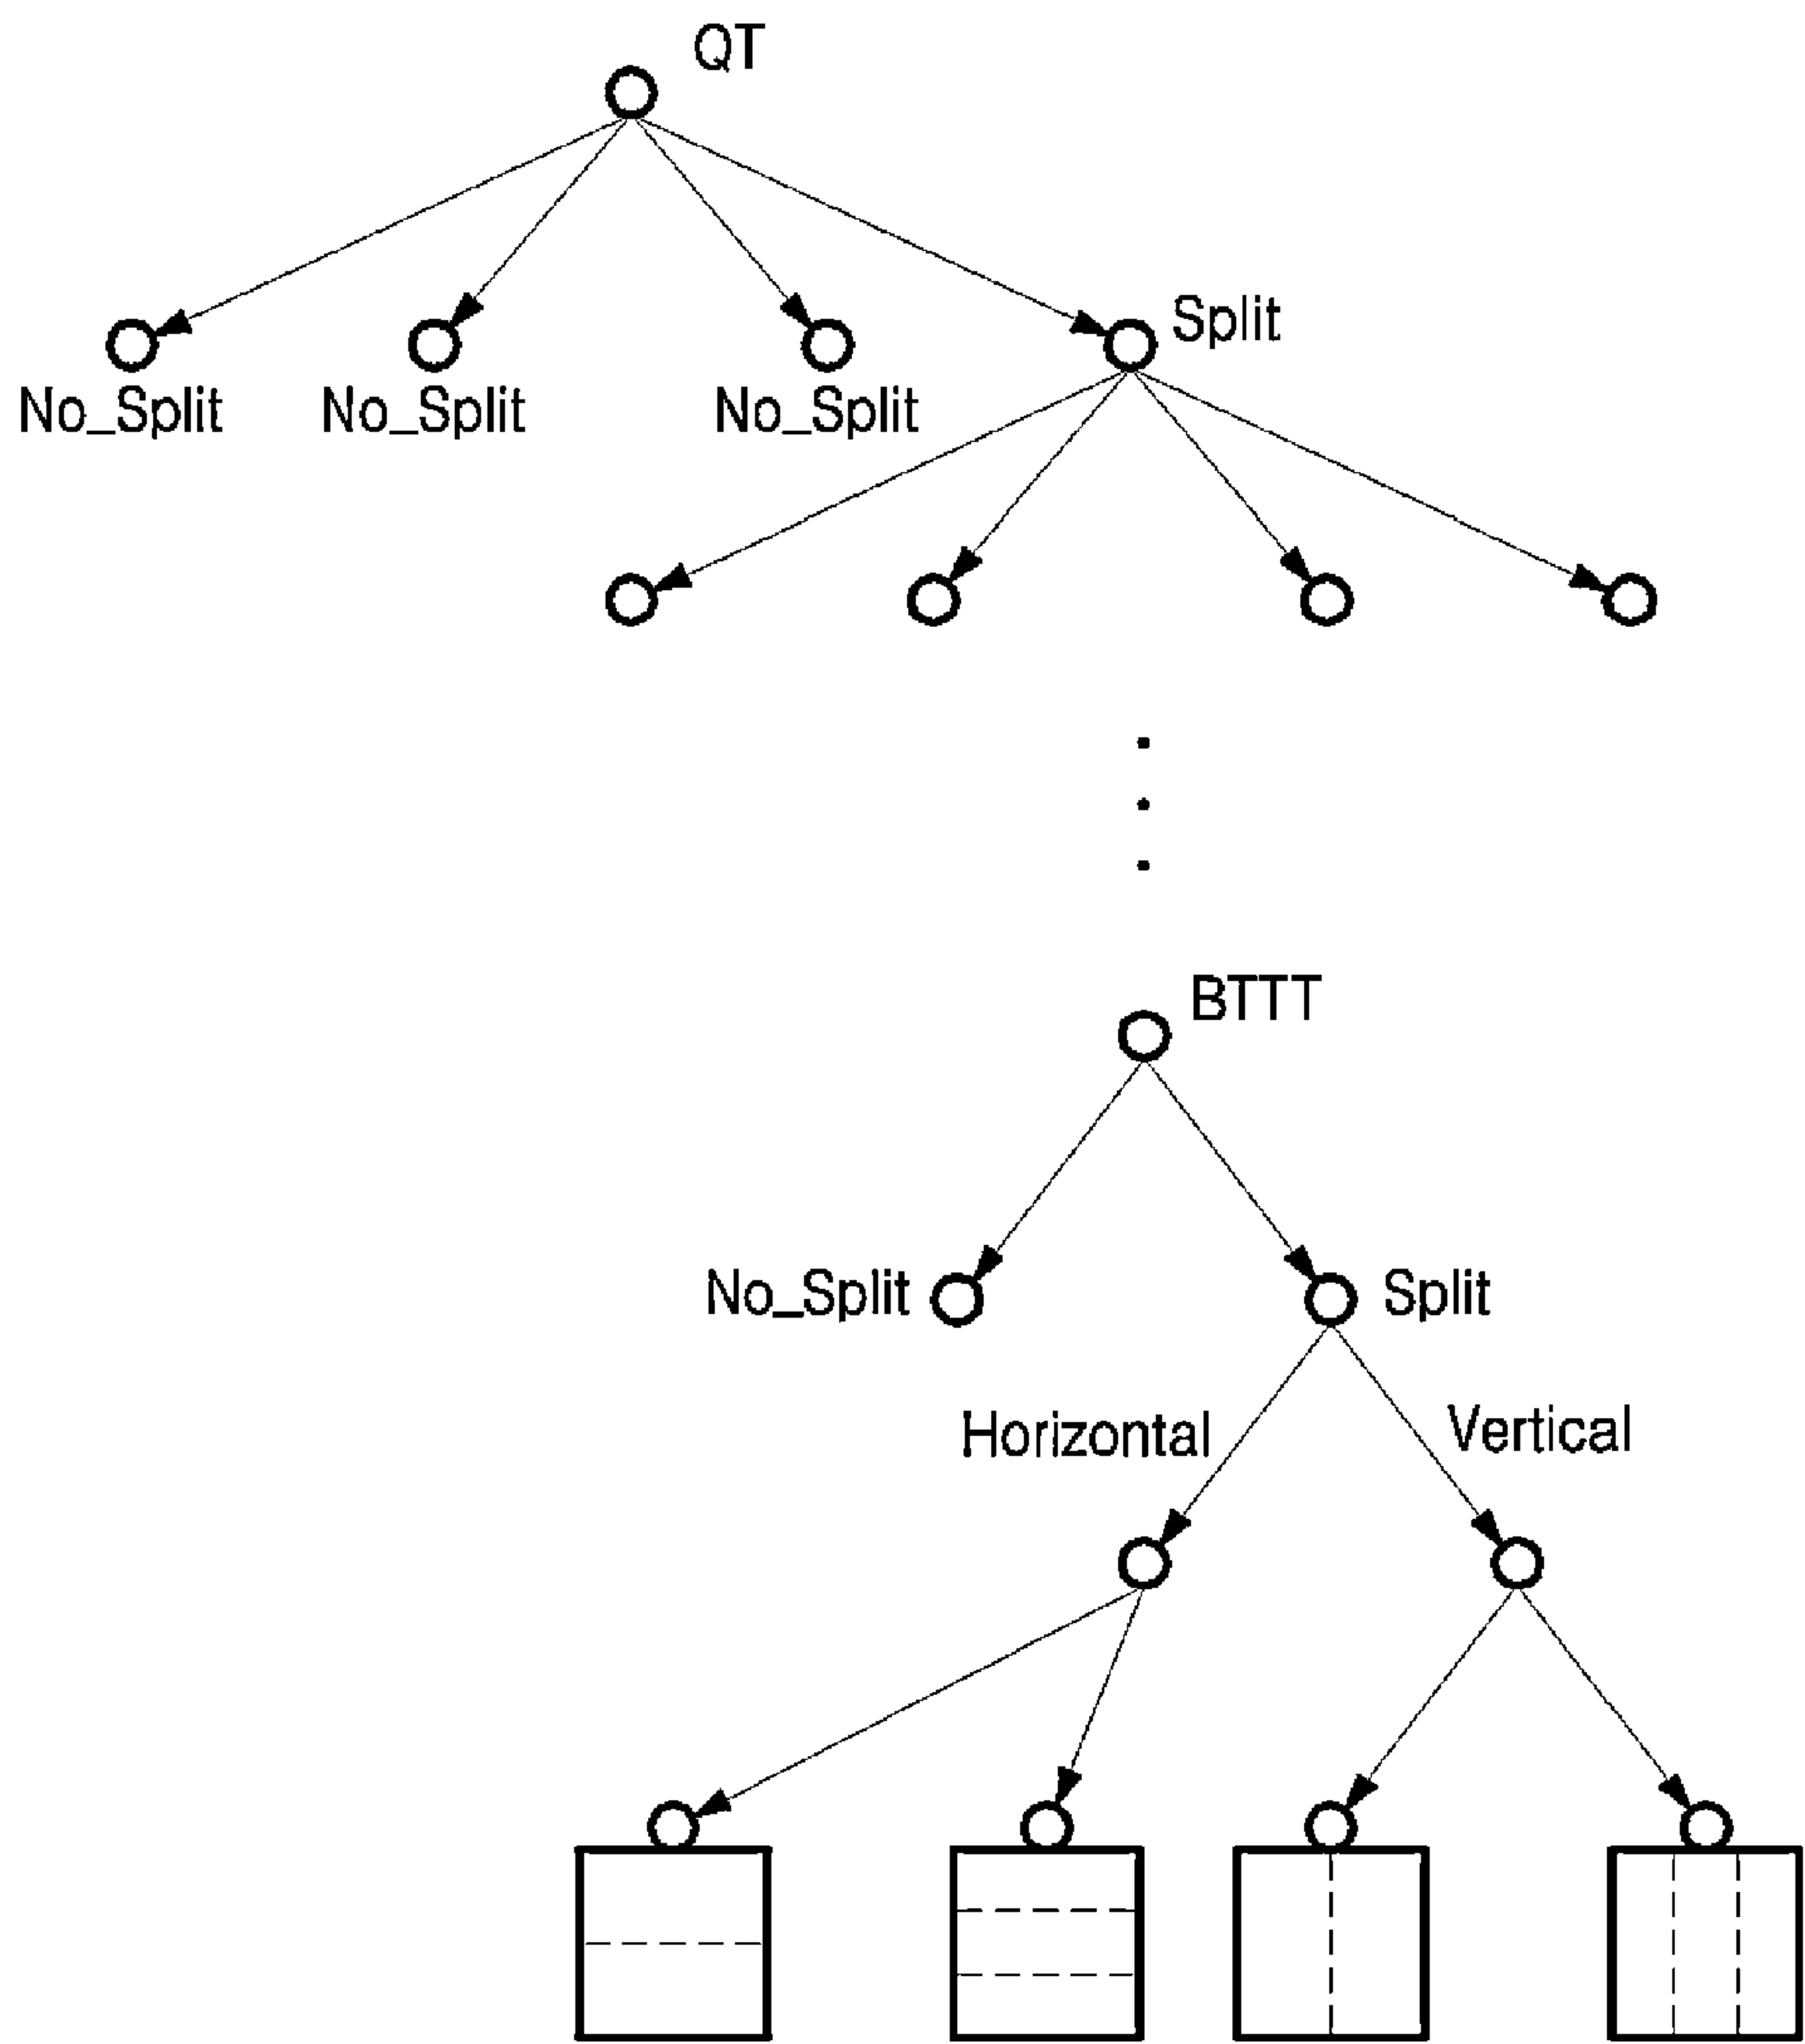 QT
Split
No_Split
No_Split
No_Split
BTTT
No_Split
Split
Horizontal
Vertical